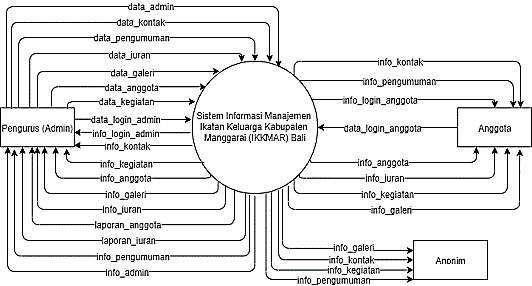 data_admin
data_kontak
data_pengumuman
data_iuran
data_galeri
data_anggota
data_kegiatan
data_login_admin
info_login_admin
info_kontak
info_kegiatan
info_anggota
info_galeri
info_iuran
laporan_anggota
laporan_iuran
info_pengumuman
info_admin
Pengurus (Admin)
Sistem Informasi Manajemen
Ikatan Keluarga Kabupaten
Manggarai (IKKMAR) Bali
info_kontak
info_pengumuman
info_login_anggota
data_login_anggota
info_anggota
info_iuran
info_kegiatan
info_galeri
Anggota
info_galeri
info_kontak
info_kegiatan
info_pengumuman
Anonim